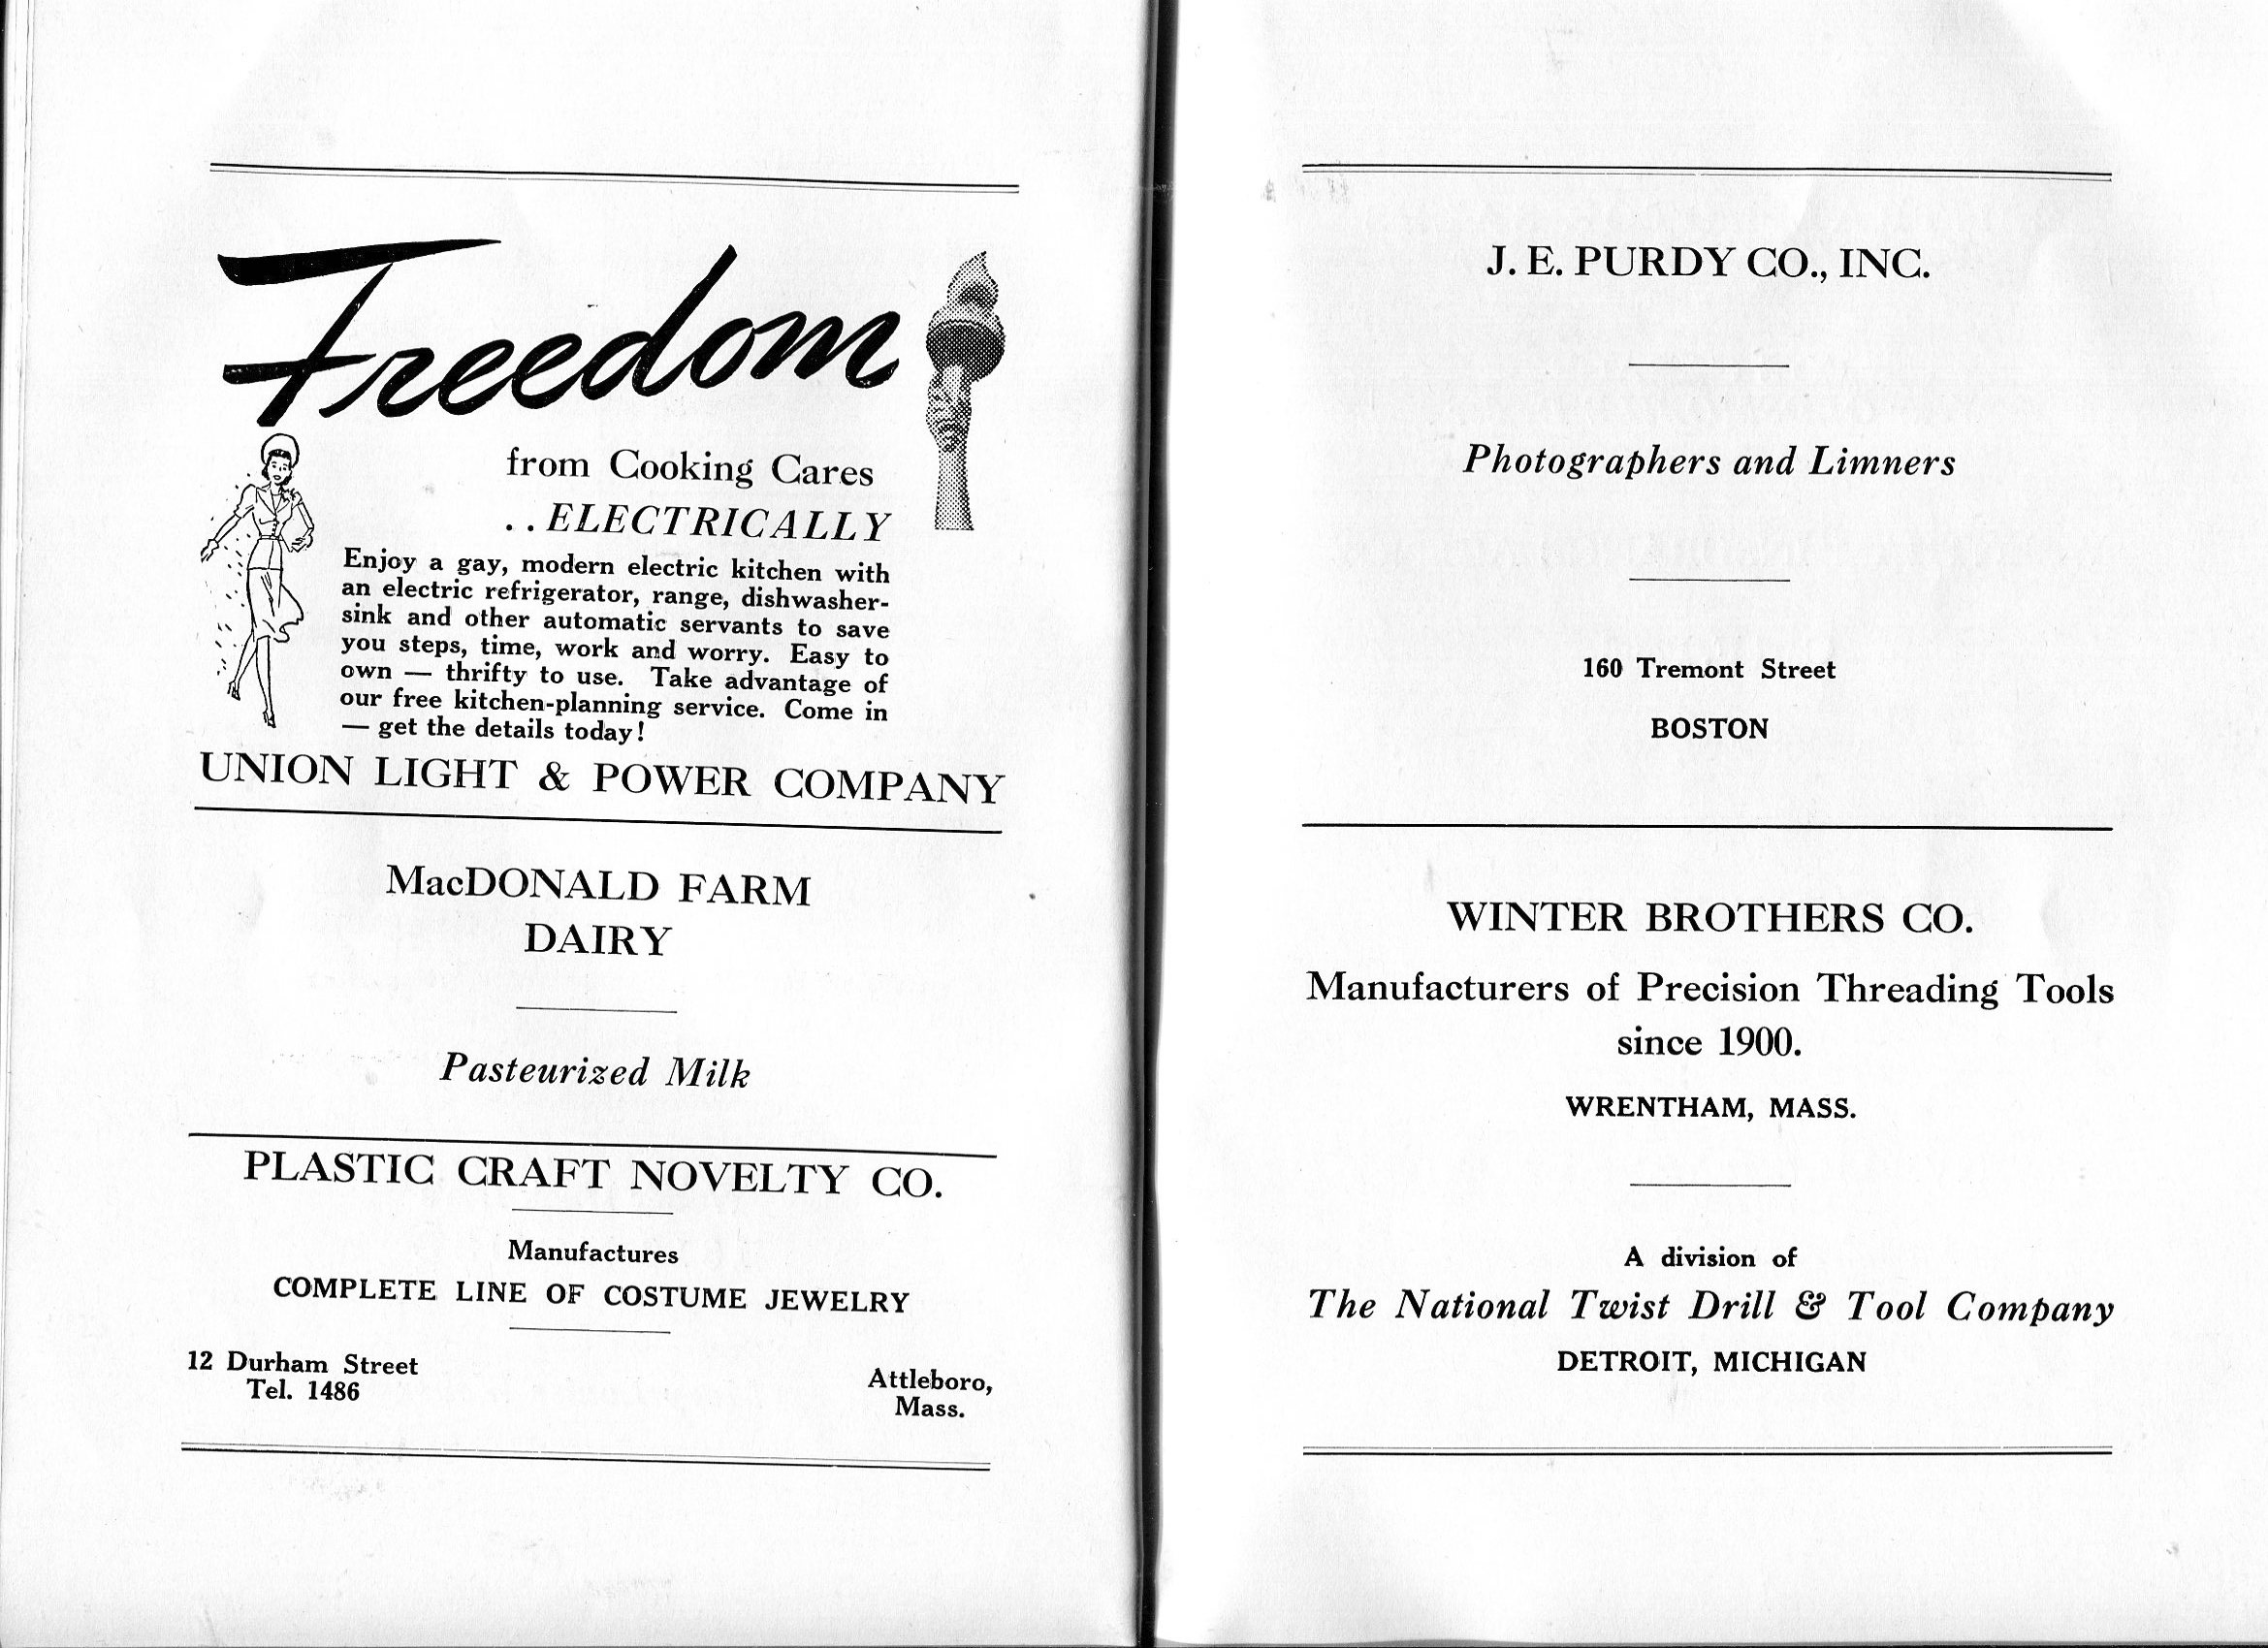 Freedom
from Cooking Cares
. . ELECTRICALLY
Enjoy a gay, modern electric kitchen with
an electric refrigerator, range, dishwasher-
sink and other automatic servants to save
you steps, time, work and worry. Easy to
own — thrifty to use. Take advantage of
our free kitchen-planning service. Come in
— get the details today!
UNION LIGHT & POWER COMPANY
MacDONALD FARM
DAIRY
Pasteurized Milk
PLASTIC CRAFT NOVELTY CO.
Manufactures
COMPLETE LINE OF COSTUME JEWELRY
12 Durham Street
Tel. 1486
Attleboro,
Mass.
J. E. PURDY CO., INC.
Photographers and Limners
160 Tremont Street
BOSTON
WINTER BROTHERS CO.
Manufacturers of Precision Threading Tools
since 1900.
WRENTHAM, MASS.
A division of
The National Twist Drill & Tool Company
DETROIT, MICHIGAN